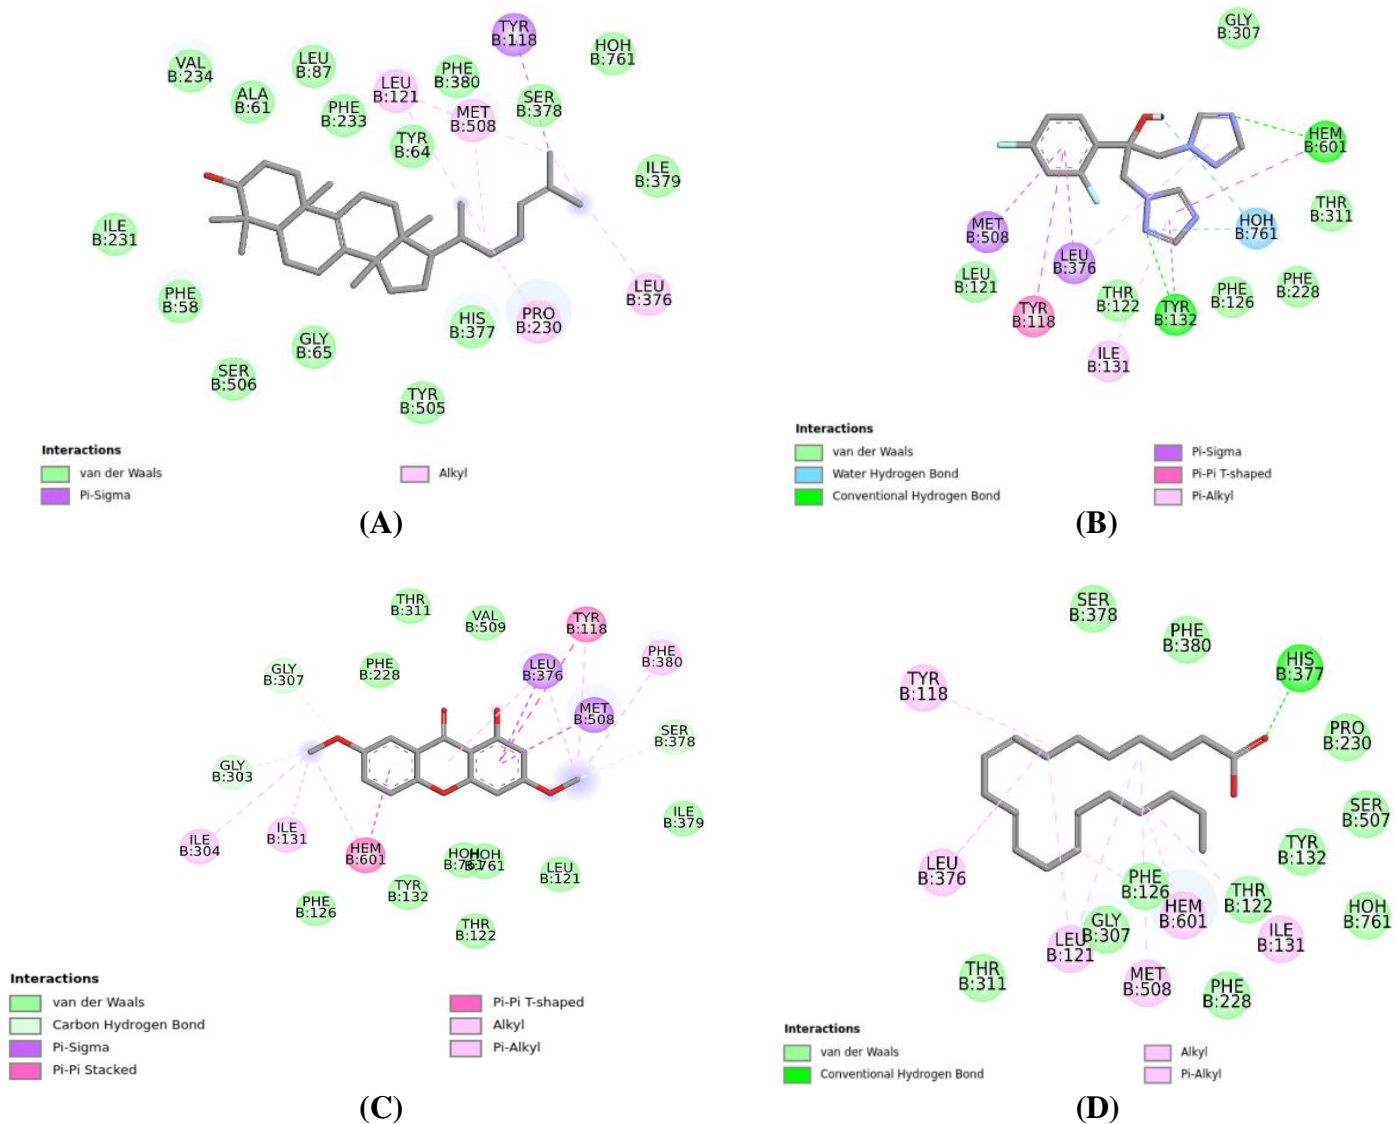 TYR
B:118
HOH
B:761
VAL
B:234
LEU
B:87
PHE
B:380
LEU
B:121
ALA
B:61
SER
B:378
PHE
B:233
MET
B:508
TYR
B:64
ILE
B:379
ILE
B:231
PHE
B:58
LEU
B:376
HIS
B:377
PRO
B:230
GLY
B:65
SER
B:506
TYR
B:505
Interactions
van der Waals
Pi-Sigma
Alkyl
(A)
GLY
B:307
HEM
B:601
THR
B:311
MET
B:508
HOH
B:761
LEU
B:376
LEU
B:121
THR
B:122
PHE
B:126
PHE
B:228
TYR
B:118
TYR
B:132
ILE
B:131
Interactions
van der Waals
Water Hydrogen Bond
Conventional Hydrogen Bond
Pi-Sigma
Pi-Pi T-shaped
Pi-Alkyl
(B)
THR
B:311
VAL
B:509
TYR
B:118
PHE
B:380
GLY
B:307
PHE
B:228
LEU
B:376
MET
B:508
SER
B:378
GLY
B:303
ILE
B:379
ILE
B:304
ILE
B:131
HEM
B:601
HOH
B:761
HOH
B:761
LEU
B:121
PHE
B:126
TYR
B:132
THR
B:122
Interactions
van der Waals
Carbon Hydrogen Bond
Pi-Sigma
Pi-Pi Stacked
Pi-Pi T-shaped
Alkyl
Pi-Alkyl
(C)
SER
B:378
PHE
B:380
HIS
B:377
TYR
B:118
PRO
B:230
SER
B:507
TYR
B:132
LEU
B:376
PHE
B:126
THR
B:122
HOH
B:761
HEM
B:601
GLY
B:307
LEU
B:121
ILE
B:131
THR
B:311
MET
B:508
PHE
B:228
Interactions
van der Waals
Conventional Hydrogen Bond
Alkyl
Pi-Alkyl
(D)